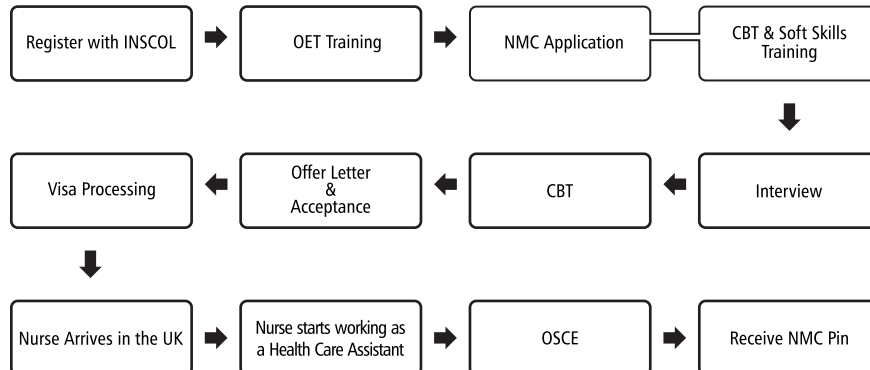 Register with INSCOL
OET Training
NMC Application
CBT & Soft Skills
Training
Interview
CBT
Offer Letter
&
Acceptance
Visa Processing
Nurse Arrives in the UK
Nurse starts working as
a Health Care Assistant
OSCE
Receive NMC Pin